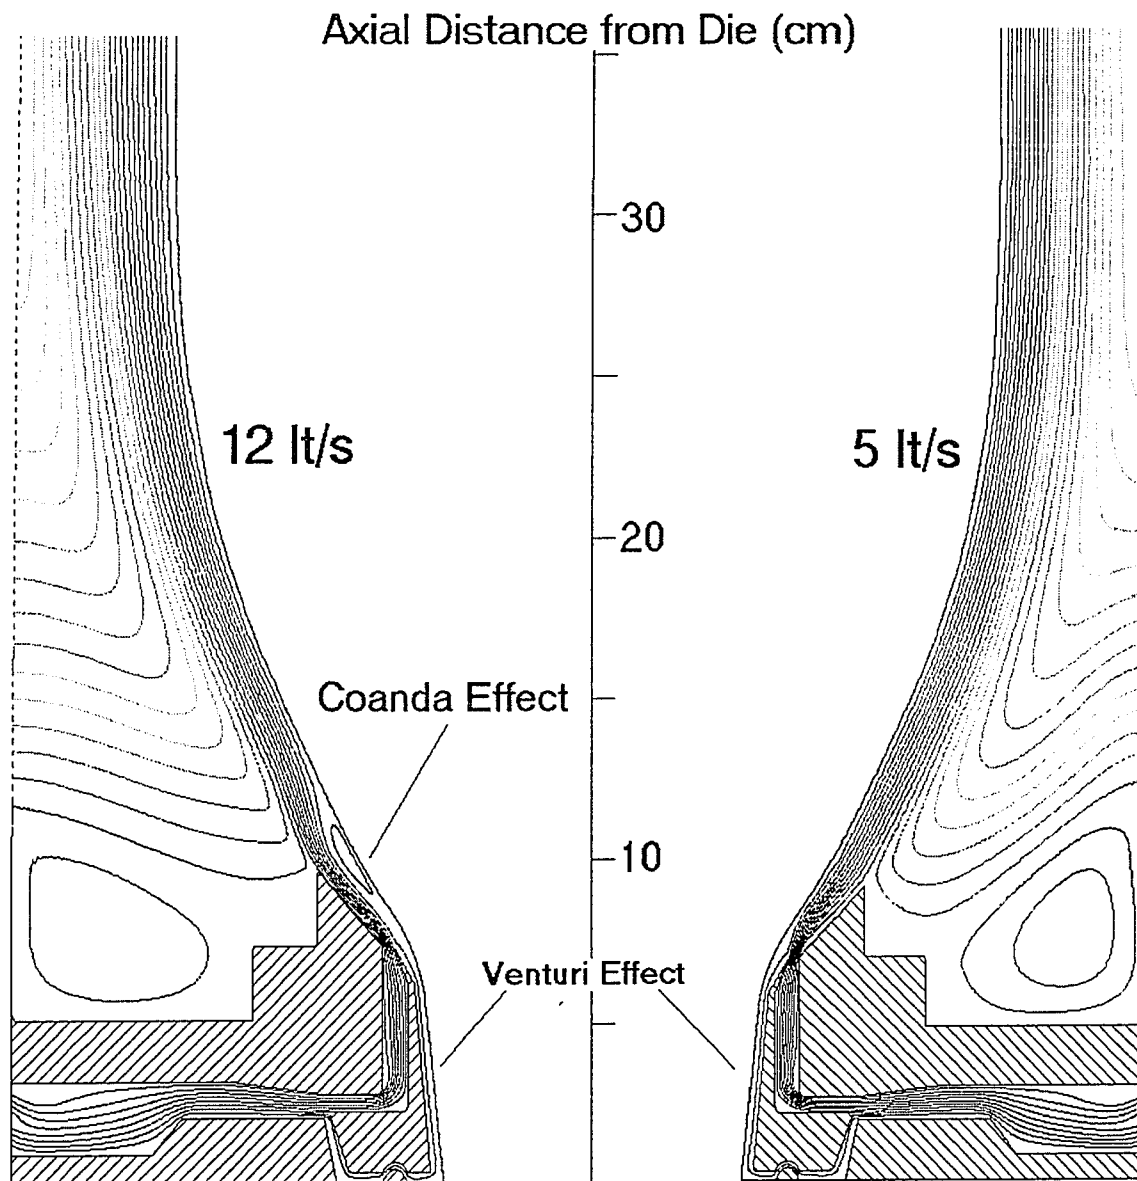 Axial Distance from Die (cm)
30
12 lt/s
5 lt/s
20
Coanda Effect
10
Venturi Effect